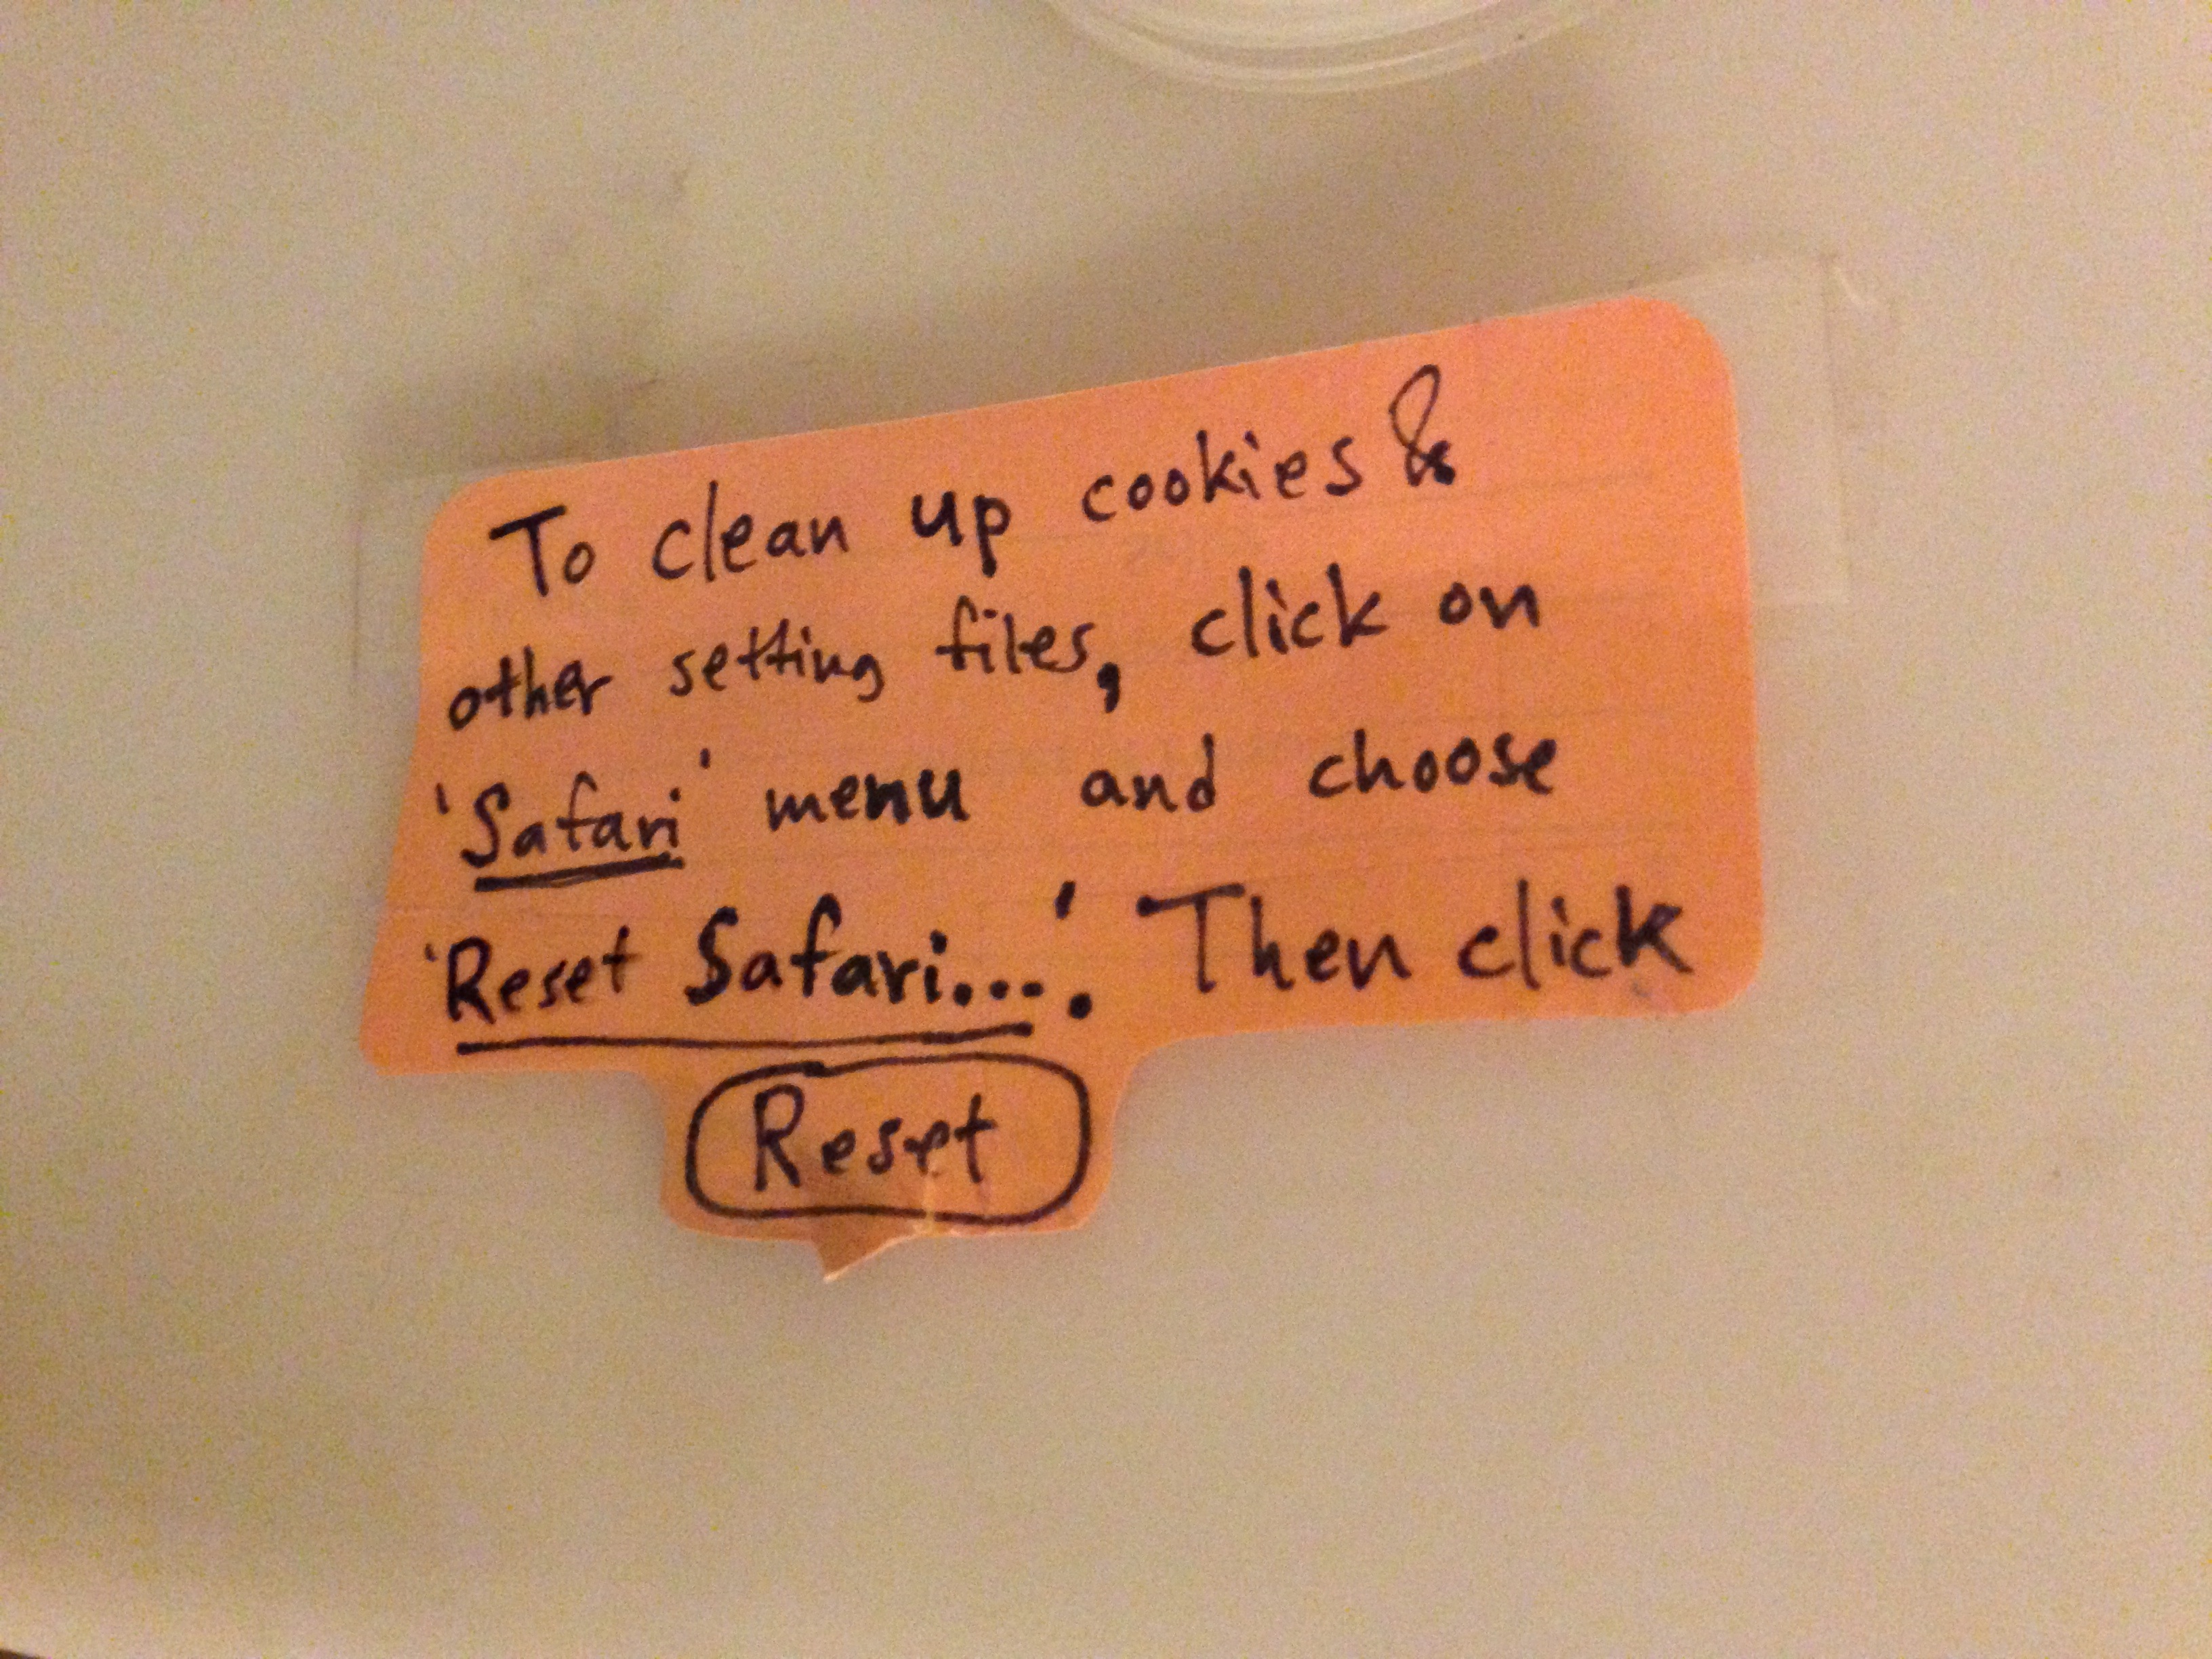 To clean up cookies &
other setting files, click on
'Safari' menu and choose
'Reset Safari...'. Then click
Reset